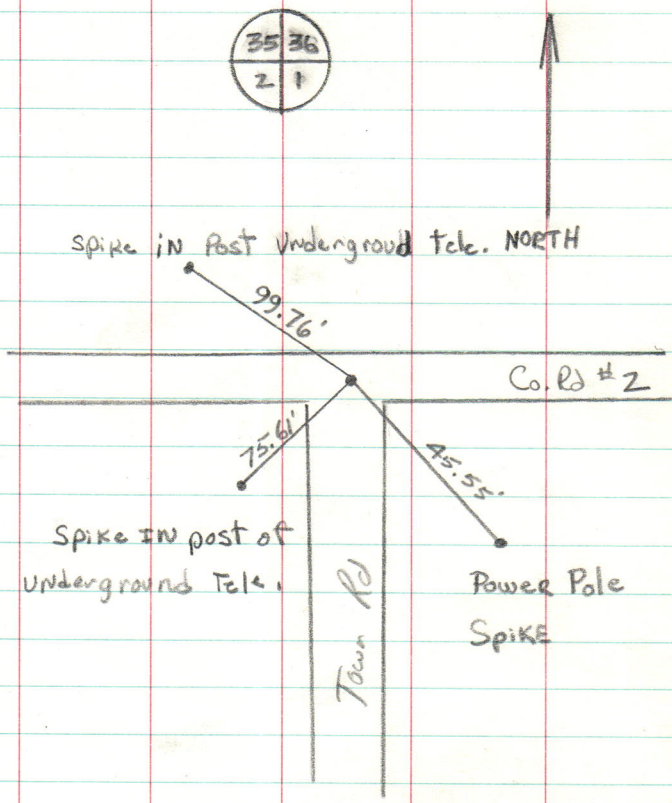 35 36
2 1
Spike iN Post Undergroud tele. NORTH
99.76'
Co. Rd #2
75.61'
45.55'
Spike IN post of
Underground Tele.
Power Pole
SpiKE
Town Rd